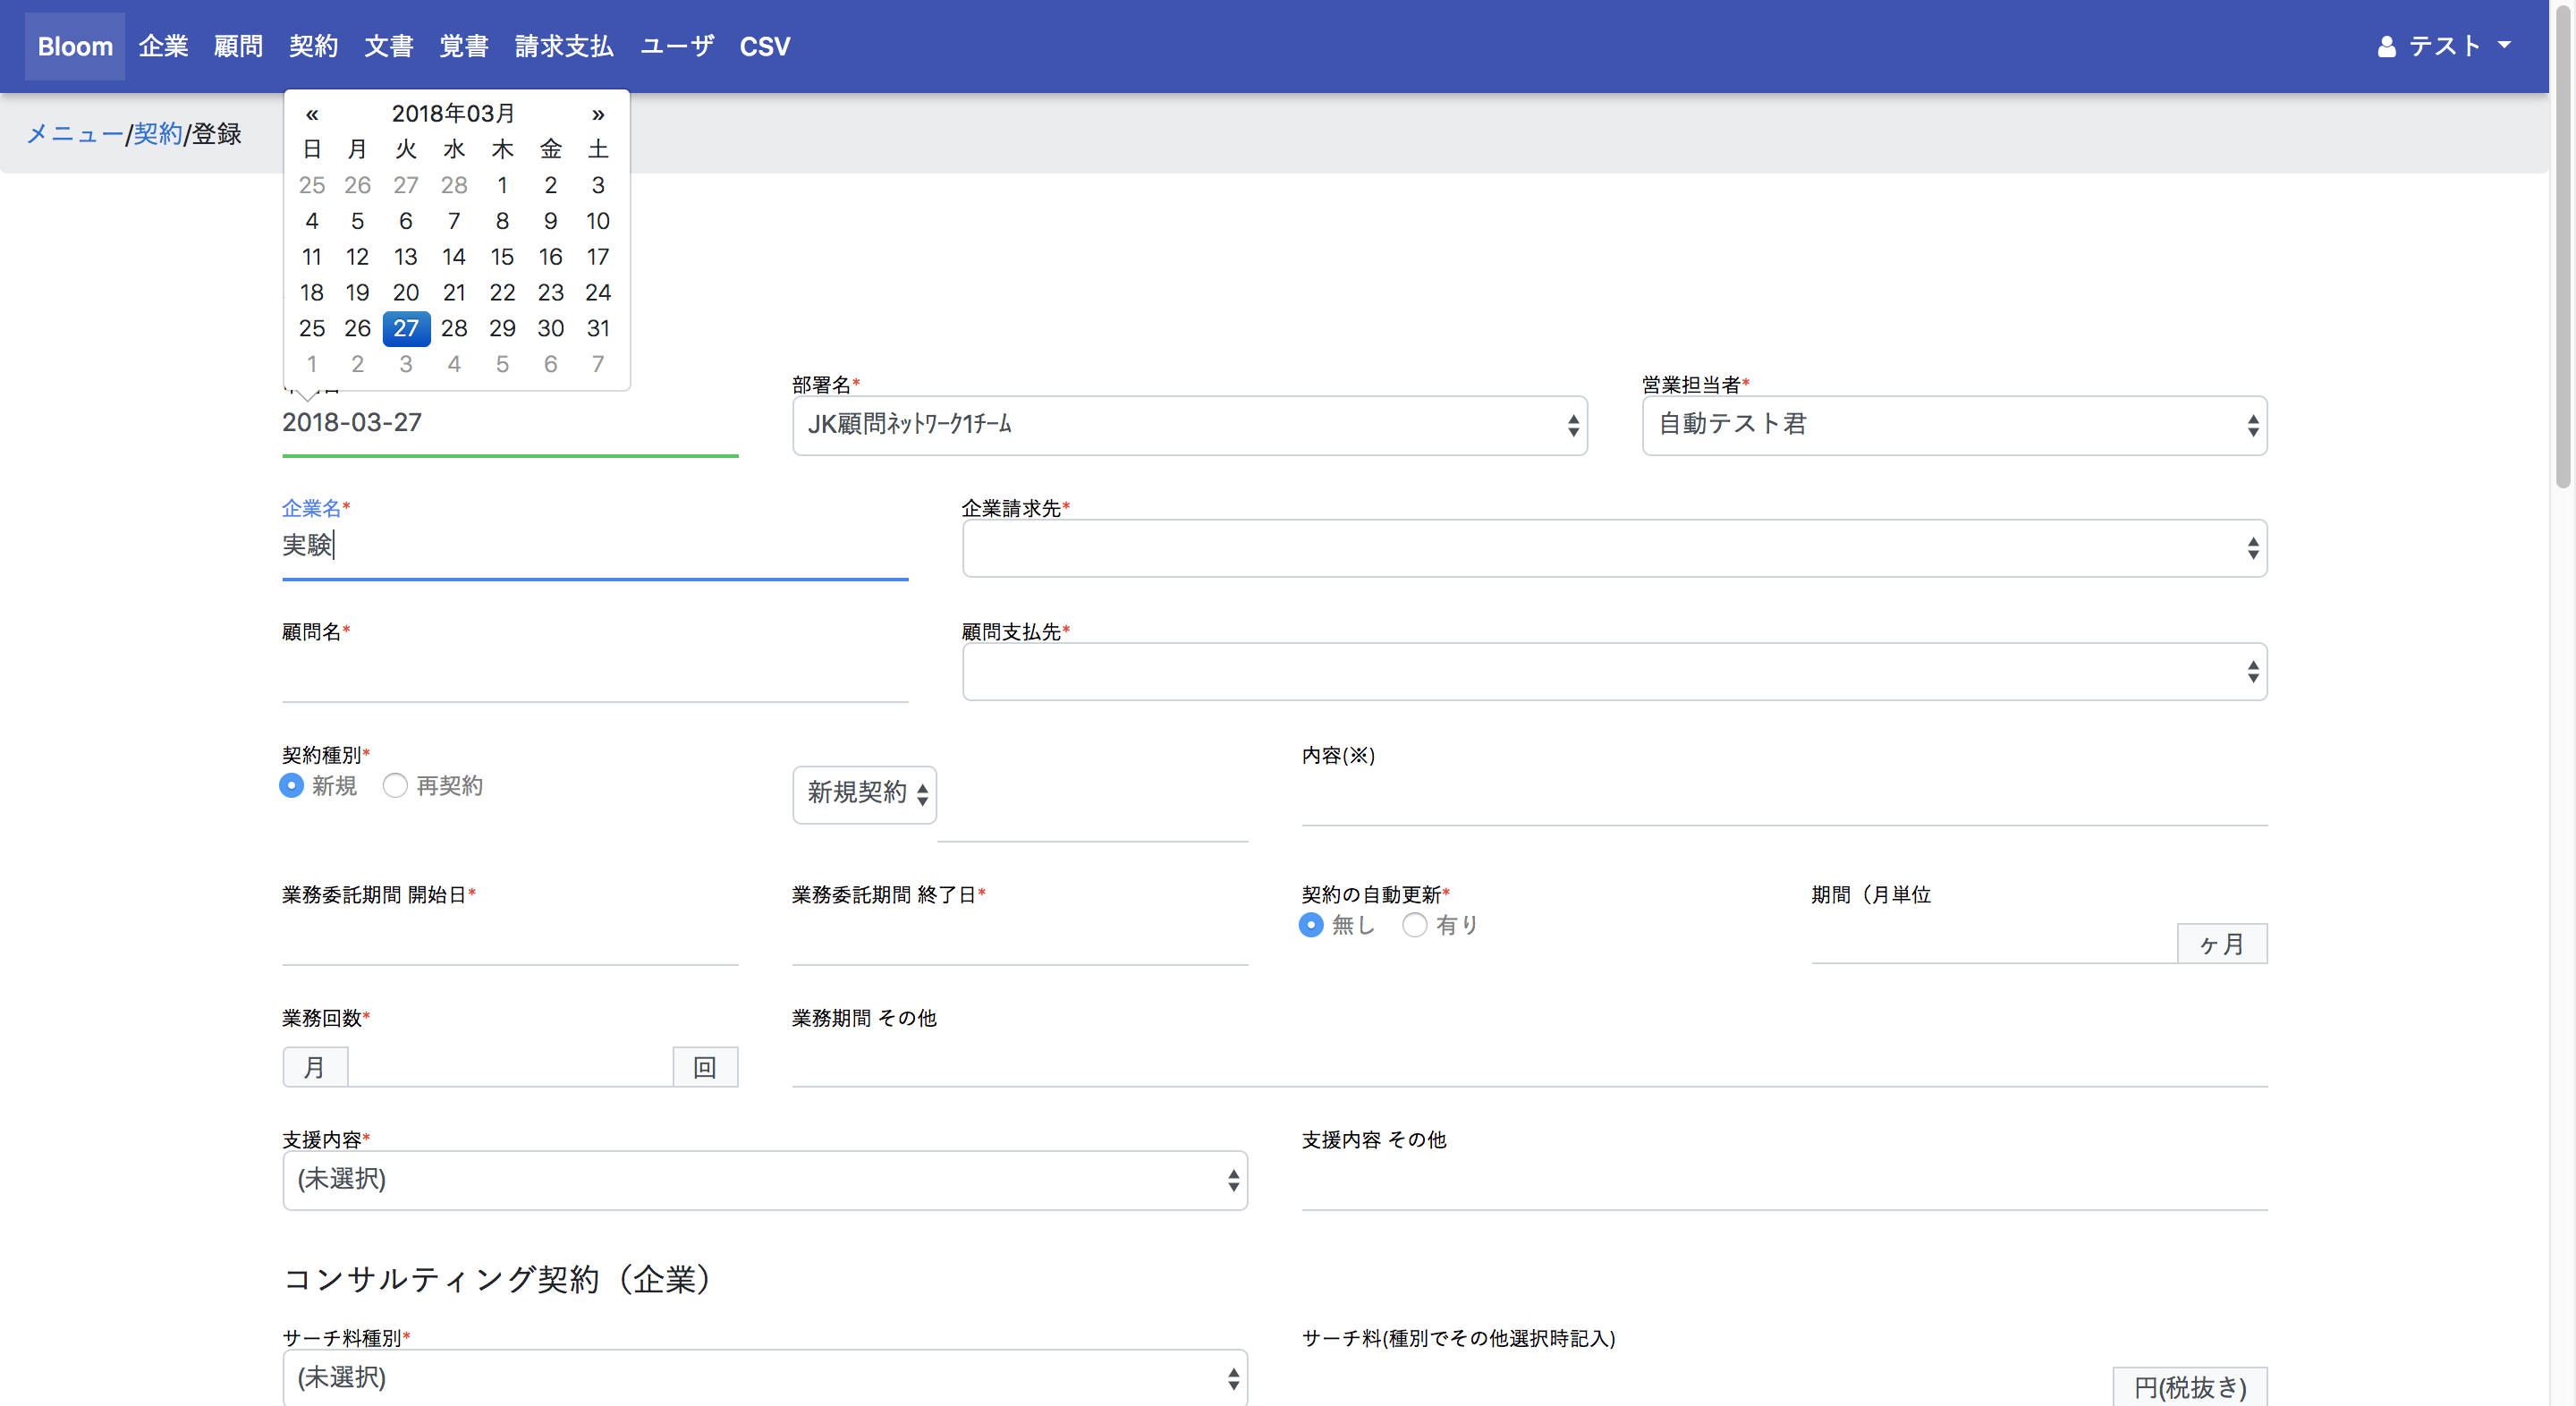 Bloom 企業 顧問 契約 文書 覚書 請求支払 ユーザ CSV テスト
メニュー/契約/登録
« 2018年03月 »
日 月 火 水 木 金 土
25 26 27 28 1 2 3
4 5 6 7 8 9 10
11 12 13 14 15 16 17
18 19 20 21 22 23 24
25 26 27 28 29 30 31
1 2 3 4 5 6 7
部署名* 営業担当者*
2018-03-27 JK顧問ﾈｯﾄﾜｰｸ1ﾁｰﾑ 自動テスト君
企業名* 企業請求先*
実験
顧問名* 顧問支払先*
契約種別* 内容(※)
新規 再契約 新規契約
業務委託期間 開始日* 業務委託期間 終了日* 契約の自動更新* 期間（月単位
無し 有り ヶ月
業務回数* 業務期間 その他
月 回
支援内容* 支援内容 その他
(未選択)
コンサルティング契約（企業）
サーチ料種別* サーチ料(種別でその他選択時記入)
(未選択) 円(税抜き)